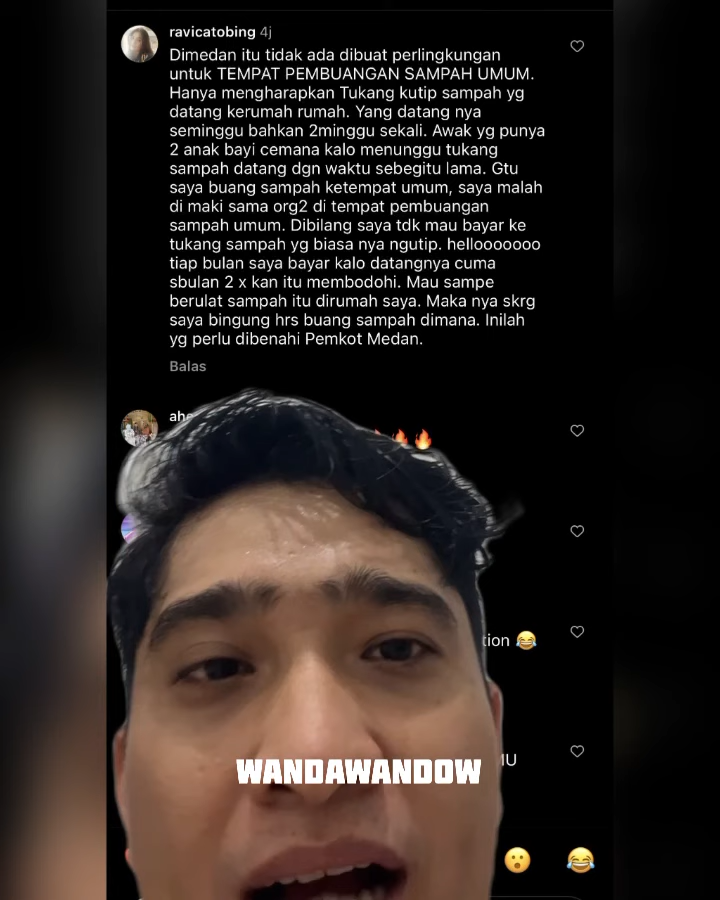 ravicatobing 4j
Dimedan itu tidak ada dibuat perlingkungan
untuk TEMPAT PEMBUANGAN SAMPAH UMUM.
Hanya mengharapkan Tukang kutip sampah yg
datang kerumah rumah. Yang datang nya
seminggu bahkan 2minggu sekali. Awak yg punya
2 anak bayi cemana kalo menunggu tukang
sampah datang dgn waktu sebegitu lama. Gtu
saya buang sampah ketempat umum, saya malah
di maki sama org2 di tempat pembuangan
sampah umum. Dibilang saya tdk mau bayar ke
tukang sampah yg biasa nya ngutip. hellooooooo
tiap bulan saya bayar kalo datangnya cuma
sbulan 2 x kan itu membodohi. Mau sampe
berulat sampah itu dirumah saya. Maka nya skrg
saya bingung hrs buang sampah dimana. Inilah
yg perlu dibenahi Pemkot Medan.
Balas
🔥🔥
😂
WANDAWANDOW
😮 😂